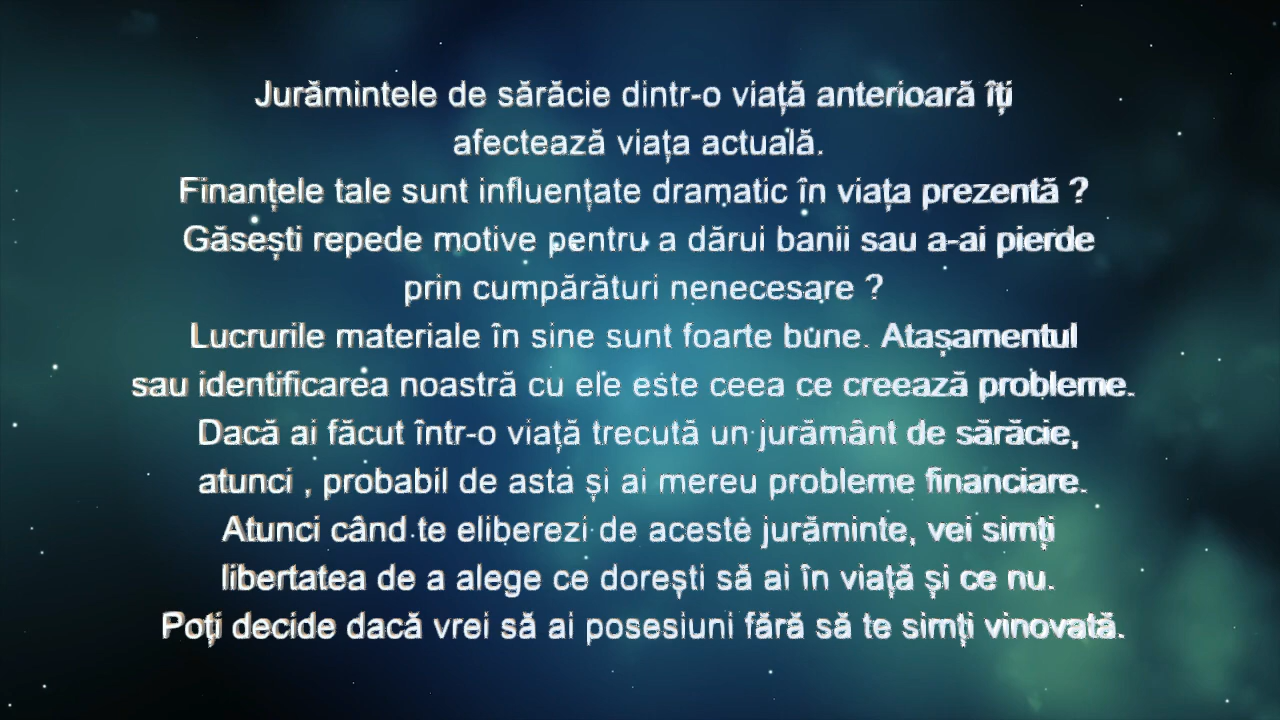 Jurămintele de sărăcie dintr-o viață anterioară îți
afectează viața actuală.
Finanțele tale sunt influențate dramatic în viața prezentă ?
Găsești repede motive pentru a dărui banii sau a-ai pierde
prin cumpărături nenecesare ?
Lucrurile materiale în sine sunt foarte bune. Atașamentul
sau identificarea noastră cu ele este ceea ce creează probleme.
Dacă ai făcut într-o viață trecută un jurământ de sărăcie,
atunci , probabil de asta și ai mereu probleme financiare.
Atunci când te eliberezi de aceste jurăminte, vei simți
libertatea de a alege ce dorești să ai în viață și ce nu.
Poți decide dacă vrei să ai posesiuni fără să te simți vinovată.